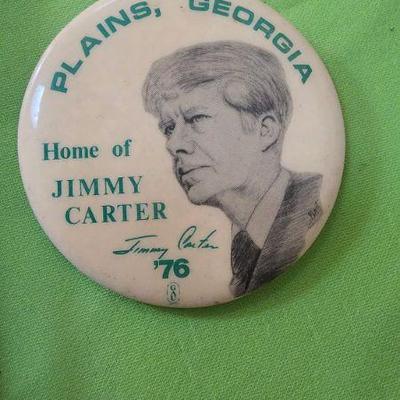 PLAINS, GEORGIA
Home of
JIMMY
CARTER
Jimmy Carter
'76